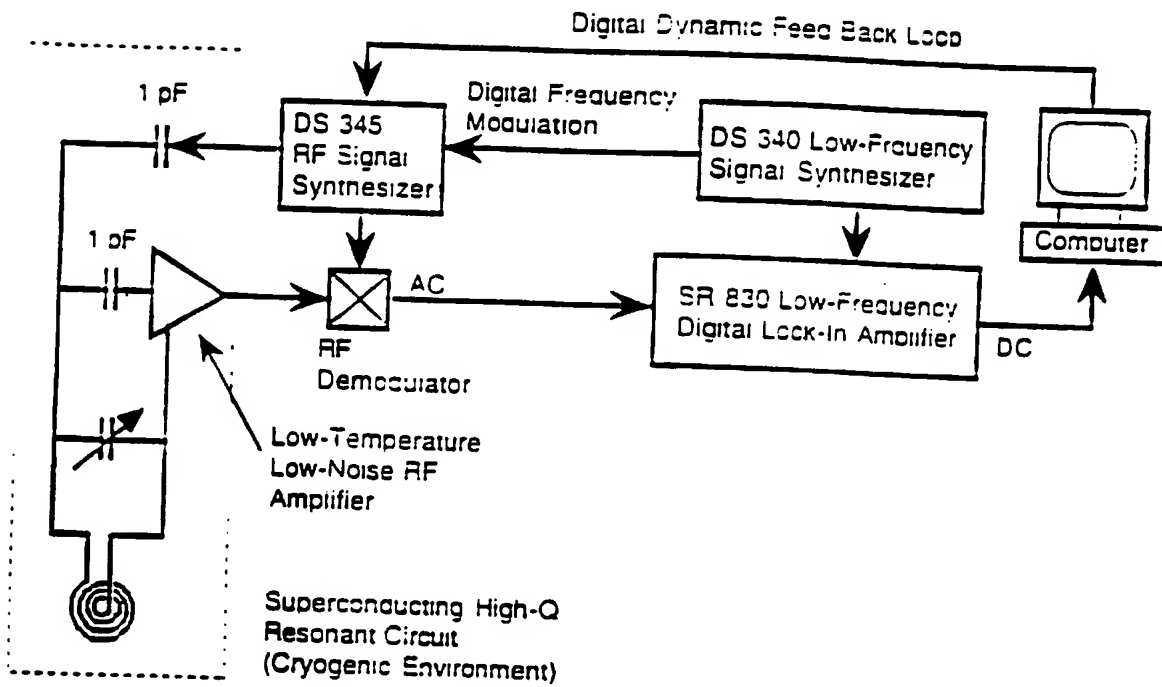 Digital Dynamic Feed Back Loop
1 pF
DS 345
RF Signal
Synthesizer
Digital Frequency
Modulation
DS 340 Low-Frquency
Signal Synthesizer
Computer
1 pF
AC
RF
Demodulator
SR 830 Low-Frequency
Digital Lock-In Amplifier
DC
Low-Temperature
Low-Noise RF
Amplifier
Superconducting High-Q
Resonant Circuit
(Cryogenic Environment)